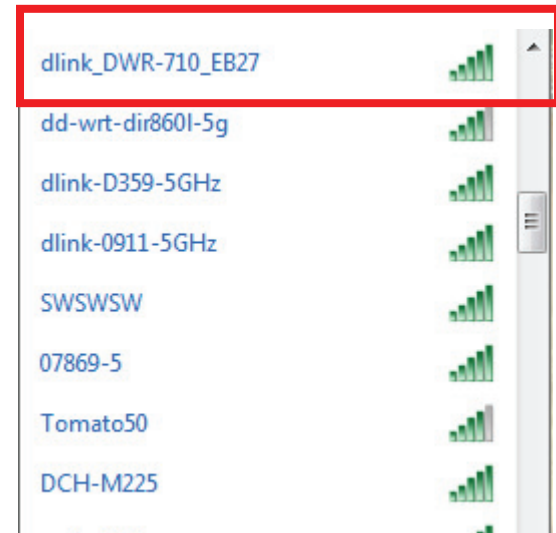 dlink_DWR-710_EB27
dd-wrt-dir860l-5g
dlink-D359-5GHz
dlink-0911-5GHz
SWSWSW
07869-5
Tomato50
DCH-M225